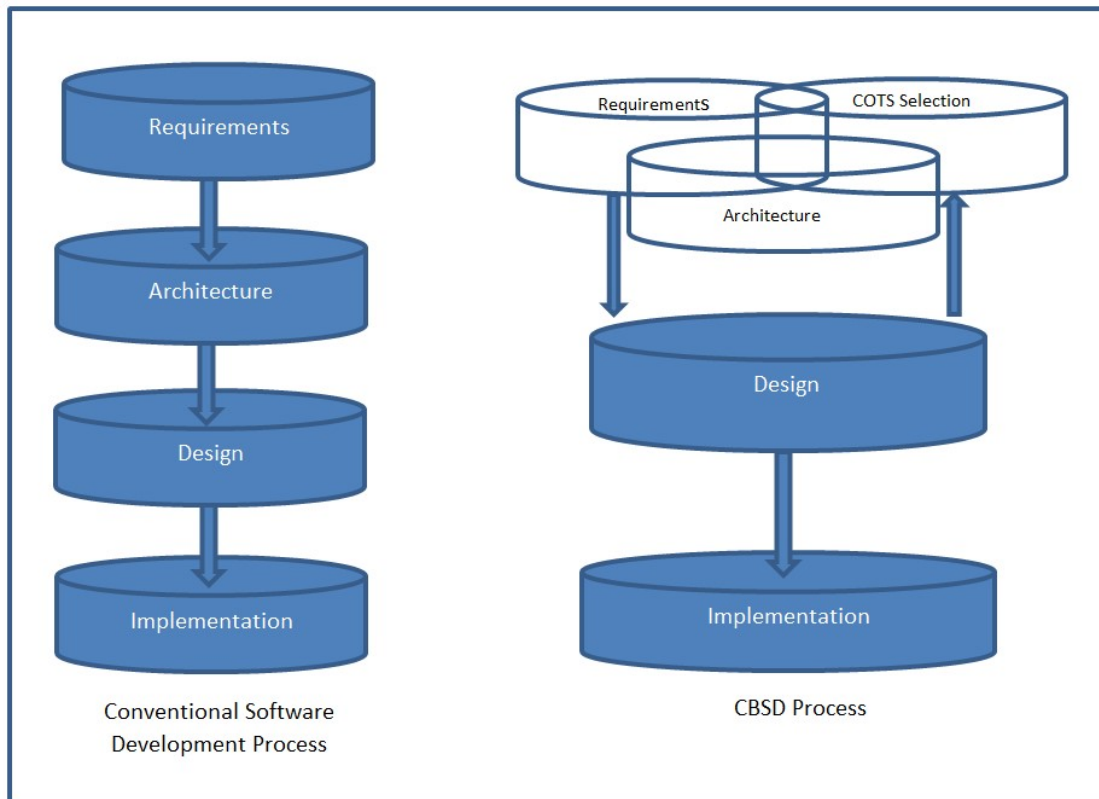 Requirements
Architecture
Design
Implementation
Conventional Software
Development Process
Requirements
COTS Selection
Architecture
Design
Implementation
CBSD Process